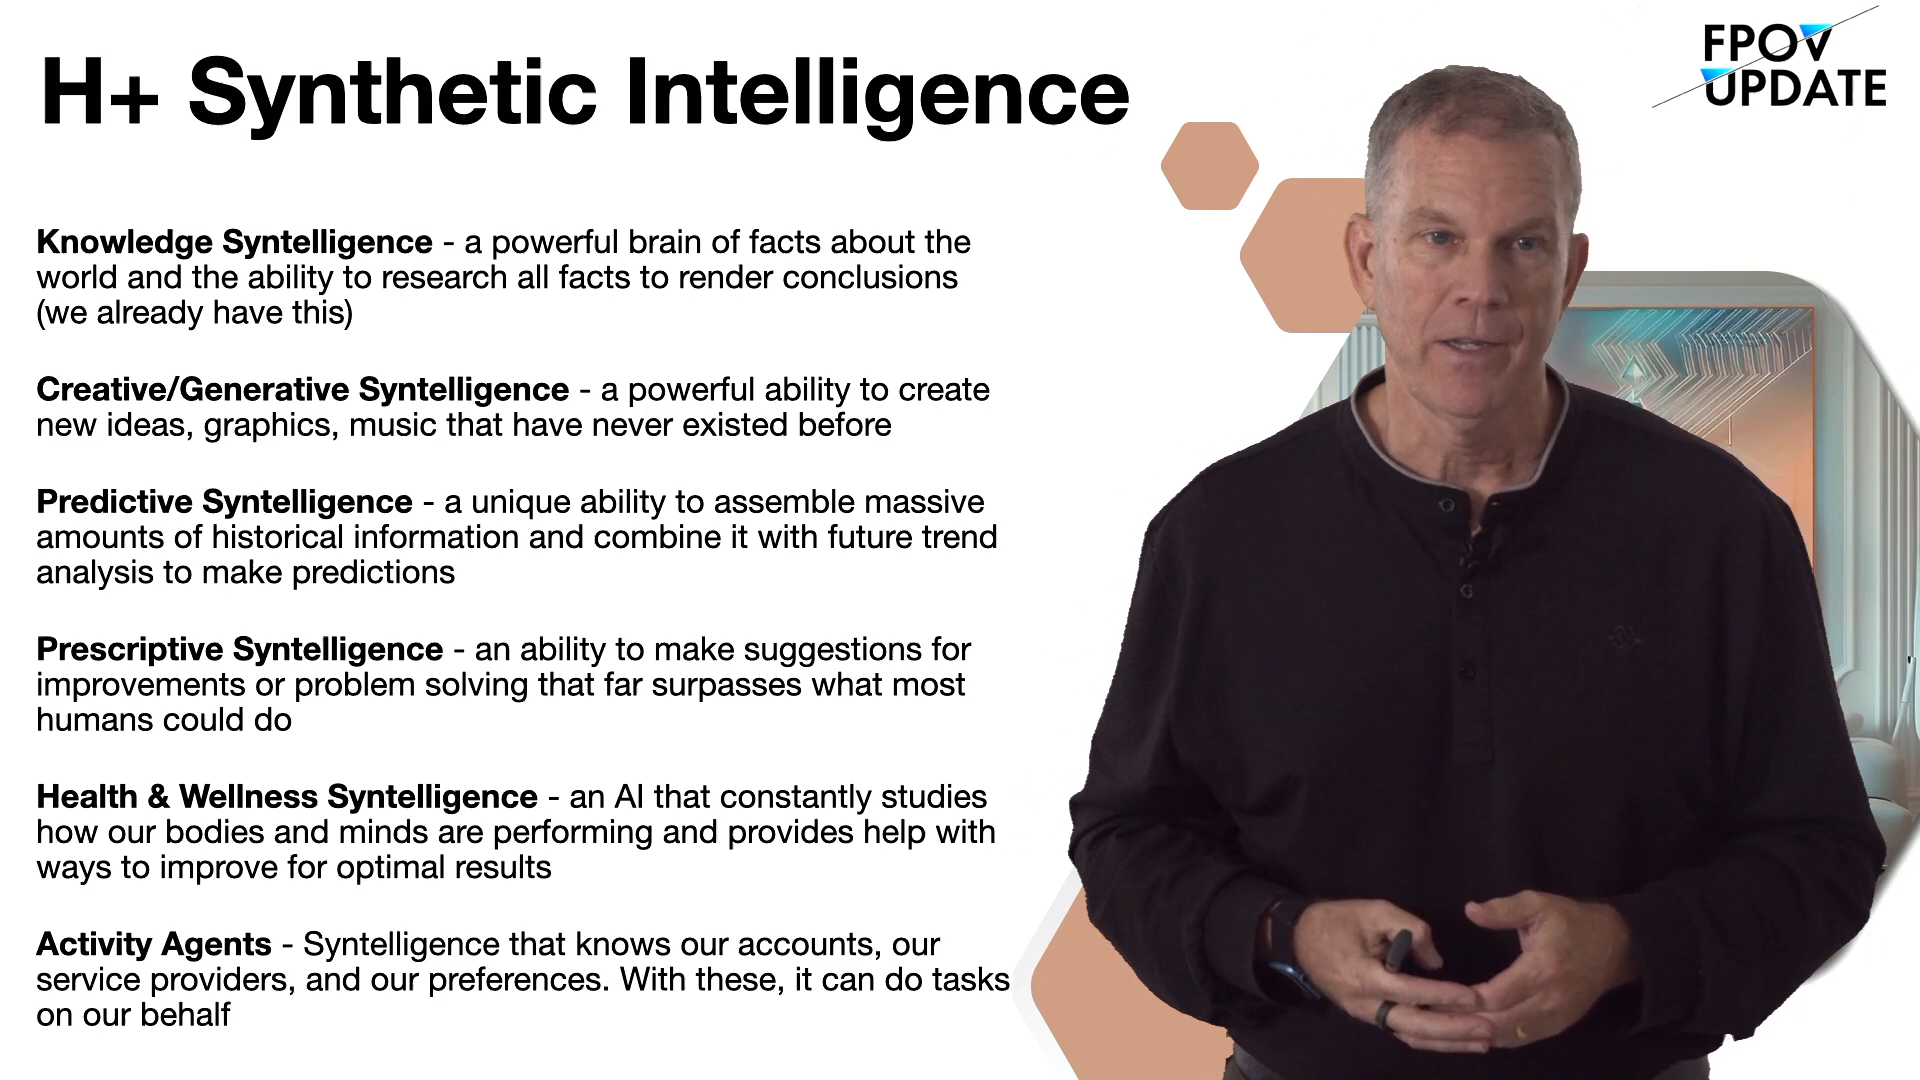 H+ Synthetic Intelligence
FPOV
UPDATE
Knowledge Syntelligence - a powerful brain of facts about the
world and the ability to research all facts to render conclusions
(we already have this)
Creative/Generative Syntelligence - a powerful ability to create
new ideas, graphics, music that have never existed before
Predictive Syntelligence - a unique ability to assemble massive
amounts of historical information and combine it with future trend
analysis to make predictions
Prescriptive Syntelligence - an ability to make suggestions for
improvements or problem solving that far surpasses what most
humans could do
Health & Wellness Syntelligence - an AI that constantly studies
how our bodies and minds are performing and provides help with
ways to improve for optimal results
Activity Agents - Syntelligence that knows our accounts, our
service providers, and our preferences. With these, it can do tasks
on our behalf